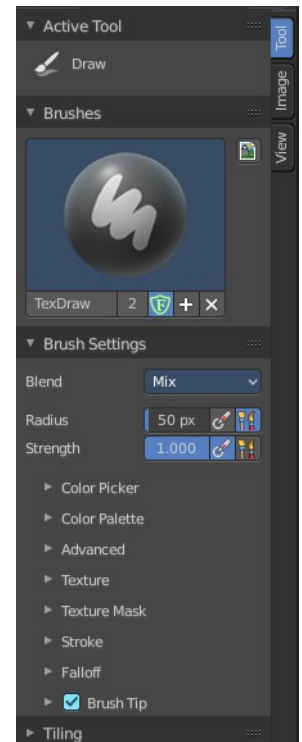 Active Tool
Draw
Brushes
TexDraw 2 F
Brush Settings
Blend Mix
Radius 50 px
Strength 1.000
Color Picker
Color Palette
Advanced
Texture
Texture Mask
Stroke
Falloff
Brush Tip
Tiling
Tool
Image
View